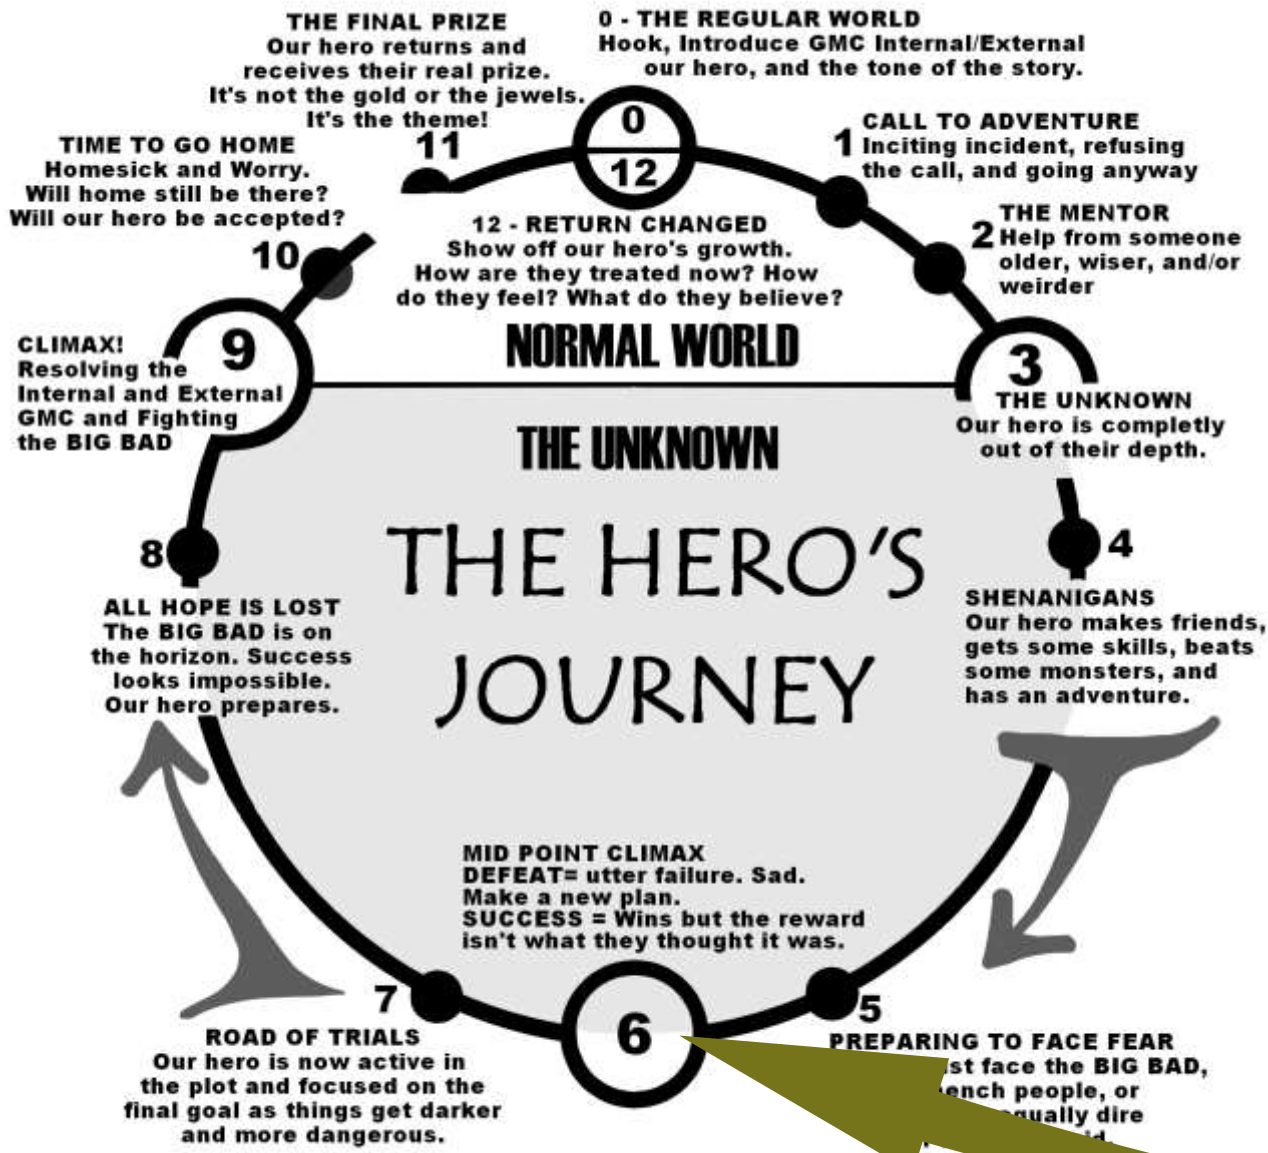 0 - THE REGULAR WORLD
Hook, Introduce GMC Internal/External
our hero, and the tone of the story.
0
12
1
CALL TO ADVENTURE
Inciting incident, refusing
the call, and going anyway
2
THE MENTOR
Help from someone
older, wiser, and/or
weirder
3
THE UNKNOWN
Our hero is completly
out of their depth.
4
SHENANIGANS
Our hero makes friends,
gets some skills, beats
some monsters, and
has an adventure.
5
PREPARING TO FACE FEAR
face the BIG BAD,
people, or
equally dire
MID POINT CLIMAX
DEFEAT= utter failure. Sad.
Make a new plan.
SUCCESS = Wins but the reward
isn't what they thought it was.
6
7
ROAD OF TRIALS
Our hero is now active in
the plot and focused on the
final goal as things get darker
and more dangerous.
8
ALL HOPE IS LOST
The BIG BAD is on
the horizon. Success
looks impossible.
Our hero prepares.
9
CLIMAX!
Resolving the
Internal and External
GMC and Fighting
the BIG BAD
10
TIME TO GO HOME
Homesick and Worry.
Will home still be there?
Will our hero be accepted?
11
THE FINAL PRIZE
Our hero returns and
receives their real prize.
It's not the gold or the jewels.
It's the theme!
12 - RETURN CHANGED
Show off our hero's growth.
How are they treated now? How
do they feel? What do they believe?
NORMAL WORLD
THE UNKNOWN
THE HERO'S
JOURNEY